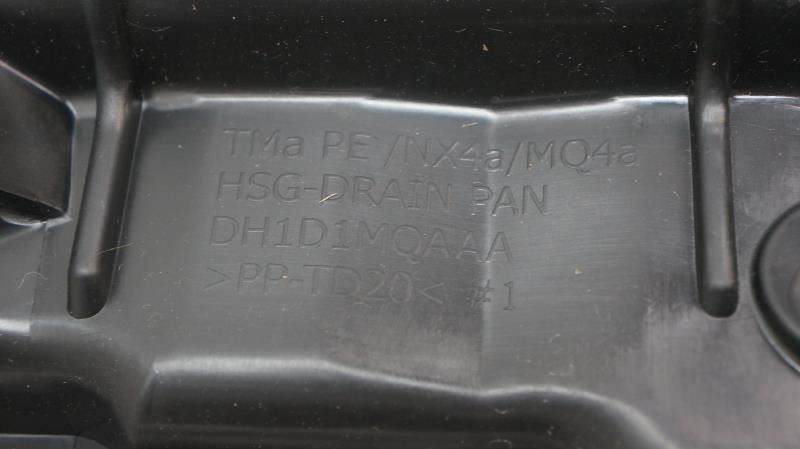 TMa PE /NX4a/MQ4a
HSG-DRAIN PAN
DH1D1MQAAA
>PP-TD20< #1